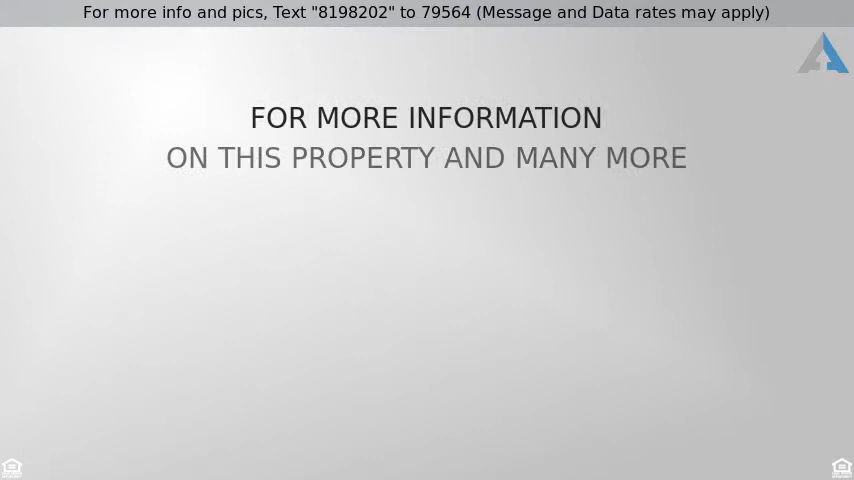 For more info and pics, Text "8198202" to 79564 (Message and Data rates may apply)
FOR MORE INFORMATION
ON THIS PROPERTY AND MANY MORE